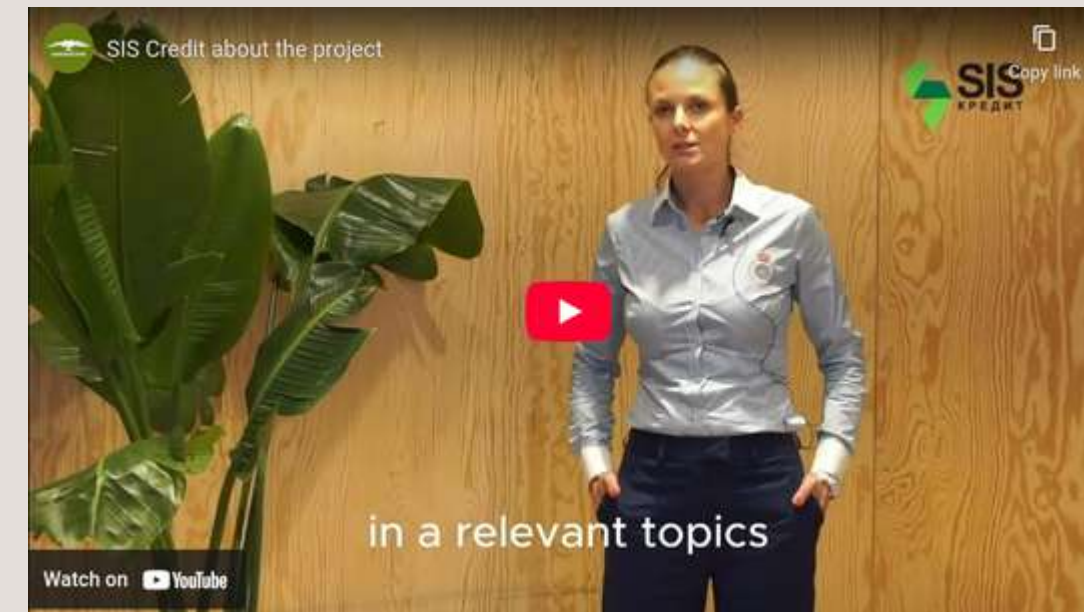 SIS Credit about the project
Copy link
SIS
КРЕДИТ
in a relevant topics
Watch on YouTube